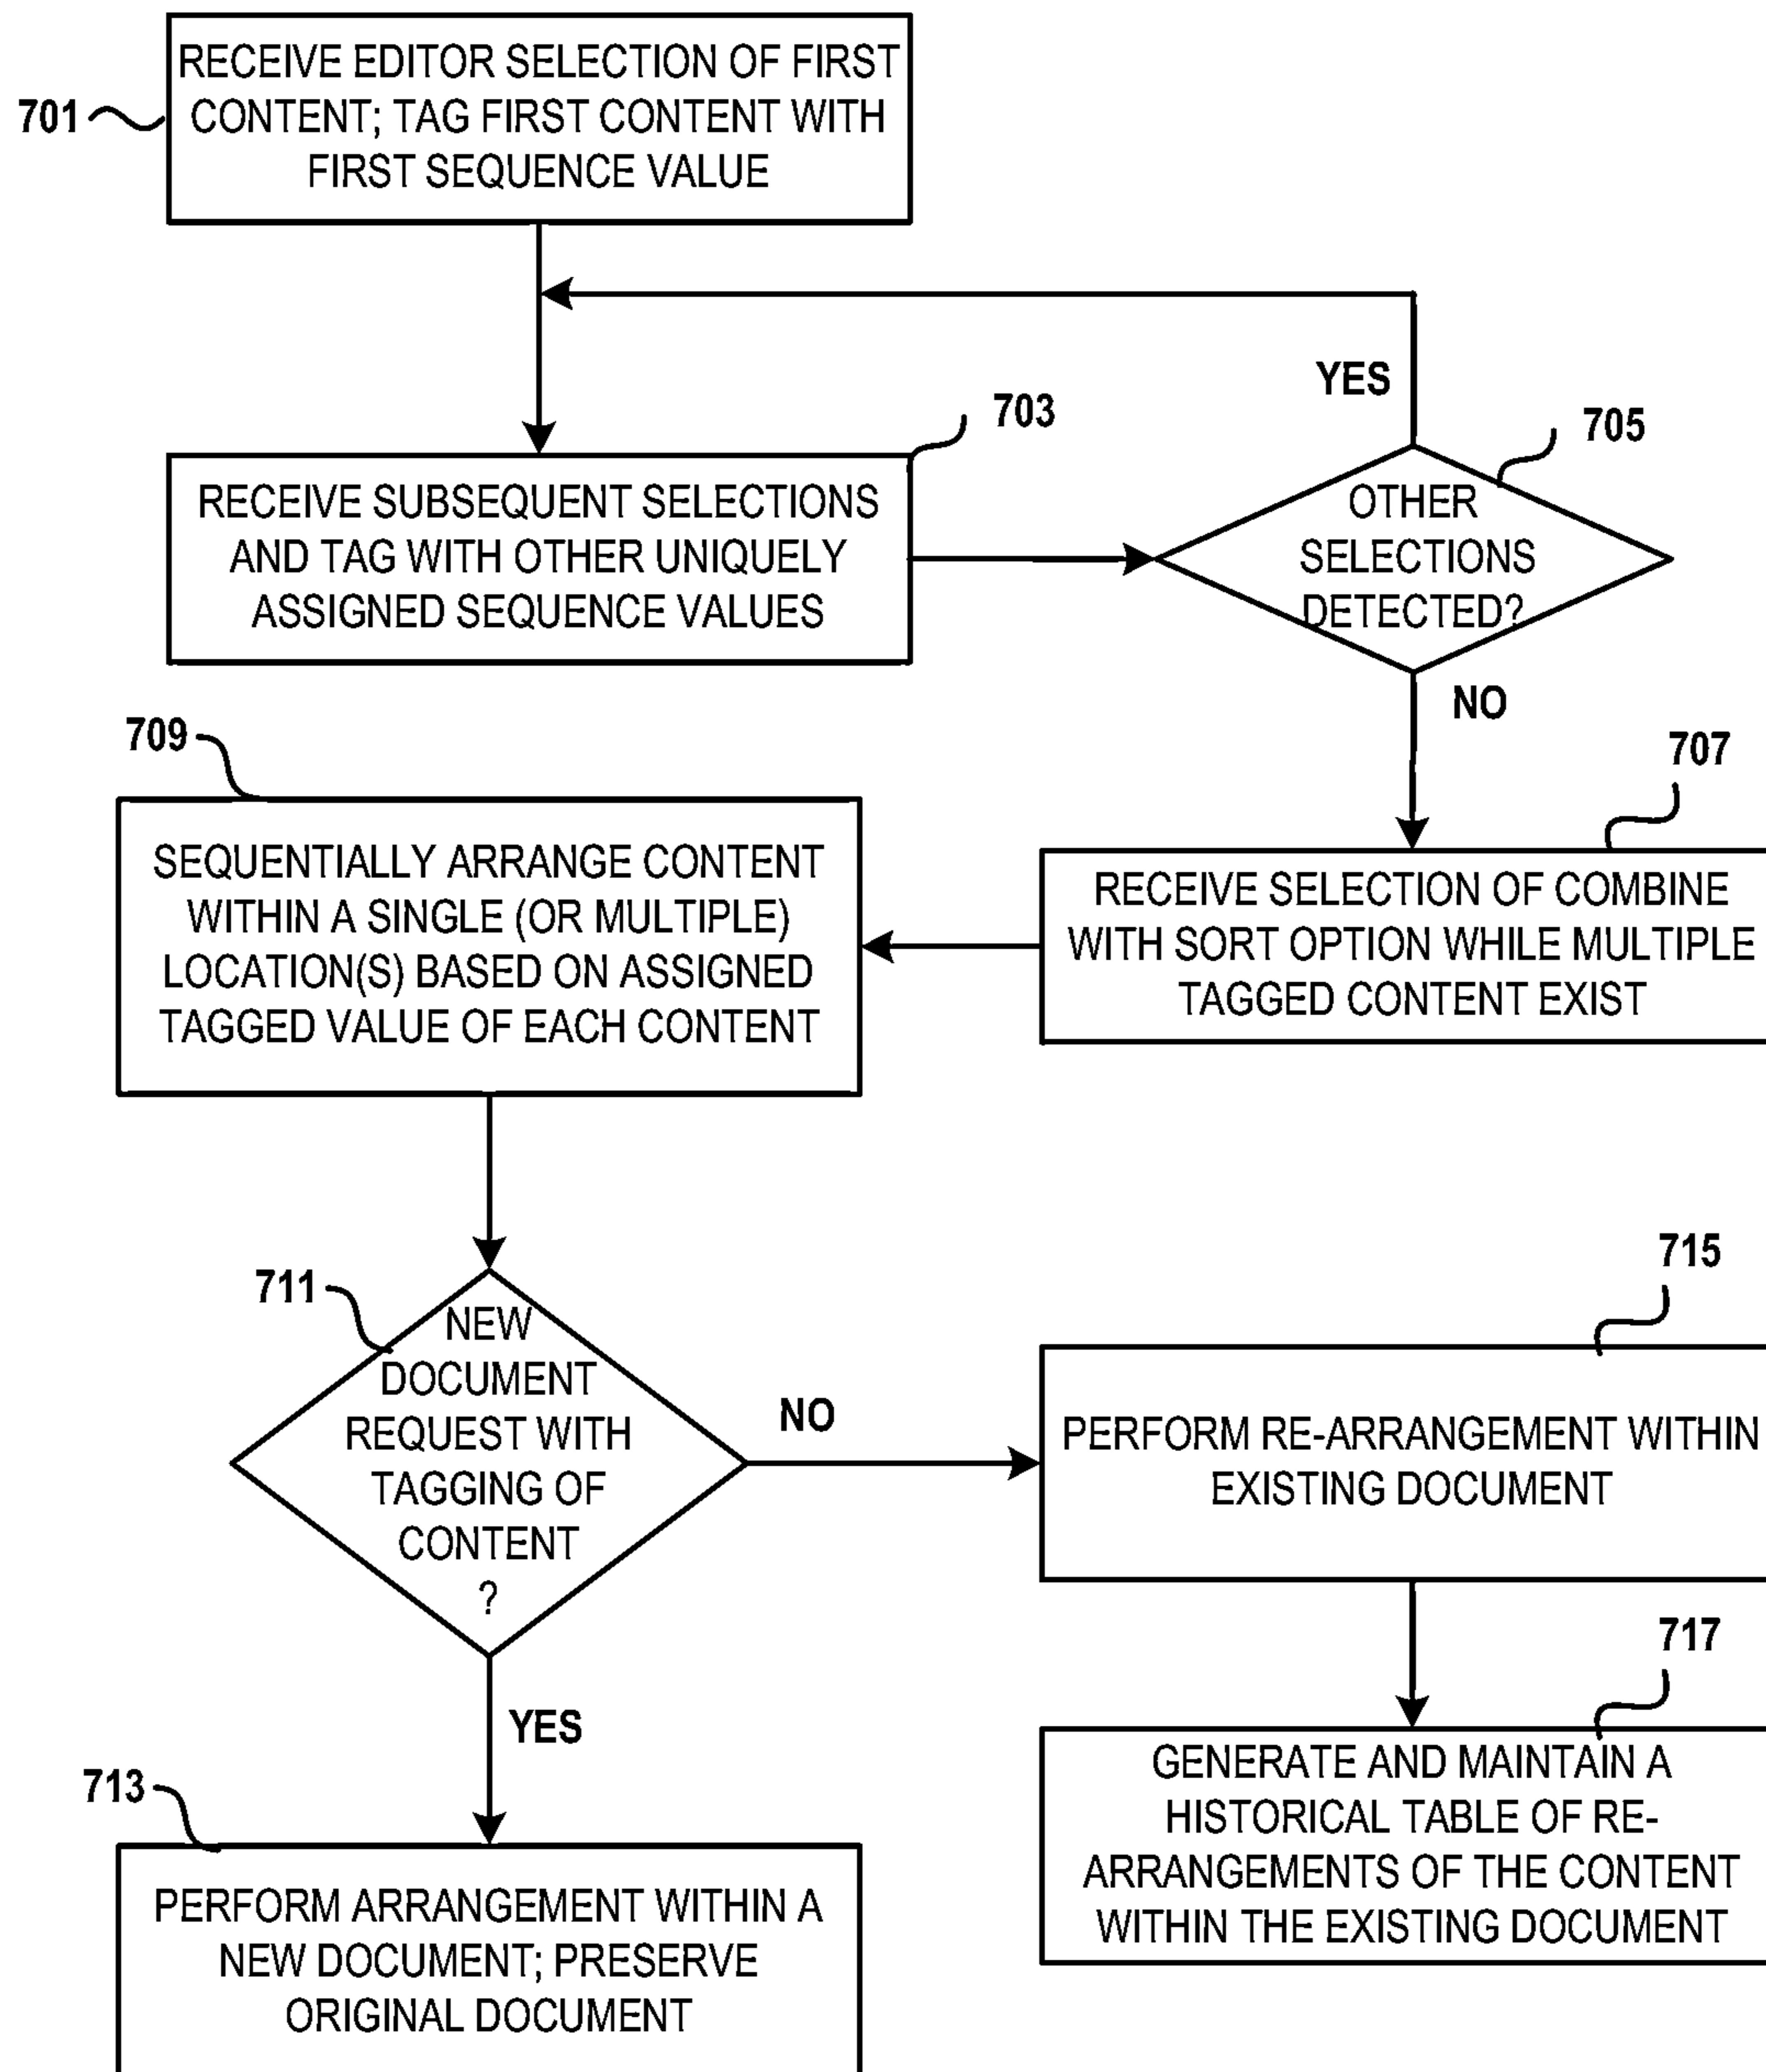 701
RECEIVE EDITOR SELECTION OF FIRST
CONTENT; TAG FIRST CONTENT WITH
FIRST SEQUENCE VALUE
YES
703
RECEIVE SUBSEQUENT SELECTIONS
AND TAG WITH OTHER UNIQUELY
ASSIGNED SEQUENCE VALUES
705
OTHER
SELECTIONS
DETECTED?
NO
707
RECEIVE SELECTION OF COMBINE
WITH SORT OPTION WHILE MULTIPLE
TAGGED CONTENT EXIST
709
SEQUENTIALLY ARRANGE CONTENT
WITHIN A SINGLE (OR MULTIPLE)
LOCATION(S) BASED ON ASSIGNED
TAGGED VALUE OF EACH CONTENT
711
NEW
DOCUMENT
REQUEST WITH
TAGGING OF
CONTENT
?
NO
715
PERFORM RE-ARRANGEMENT WITHIN
EXISTING DOCUMENT
717
GENERATE AND MAINTAIN A
HISTORICAL TABLE OF RE-
ARRANGEMENTS OF THE CONTENT
WITHIN THE EXISTING DOCUMENT
YES
713
PERFORM ARRANGEMENT WITHIN A
NEW DOCUMENT; PRESERVE
ORIGINAL DOCUMENT